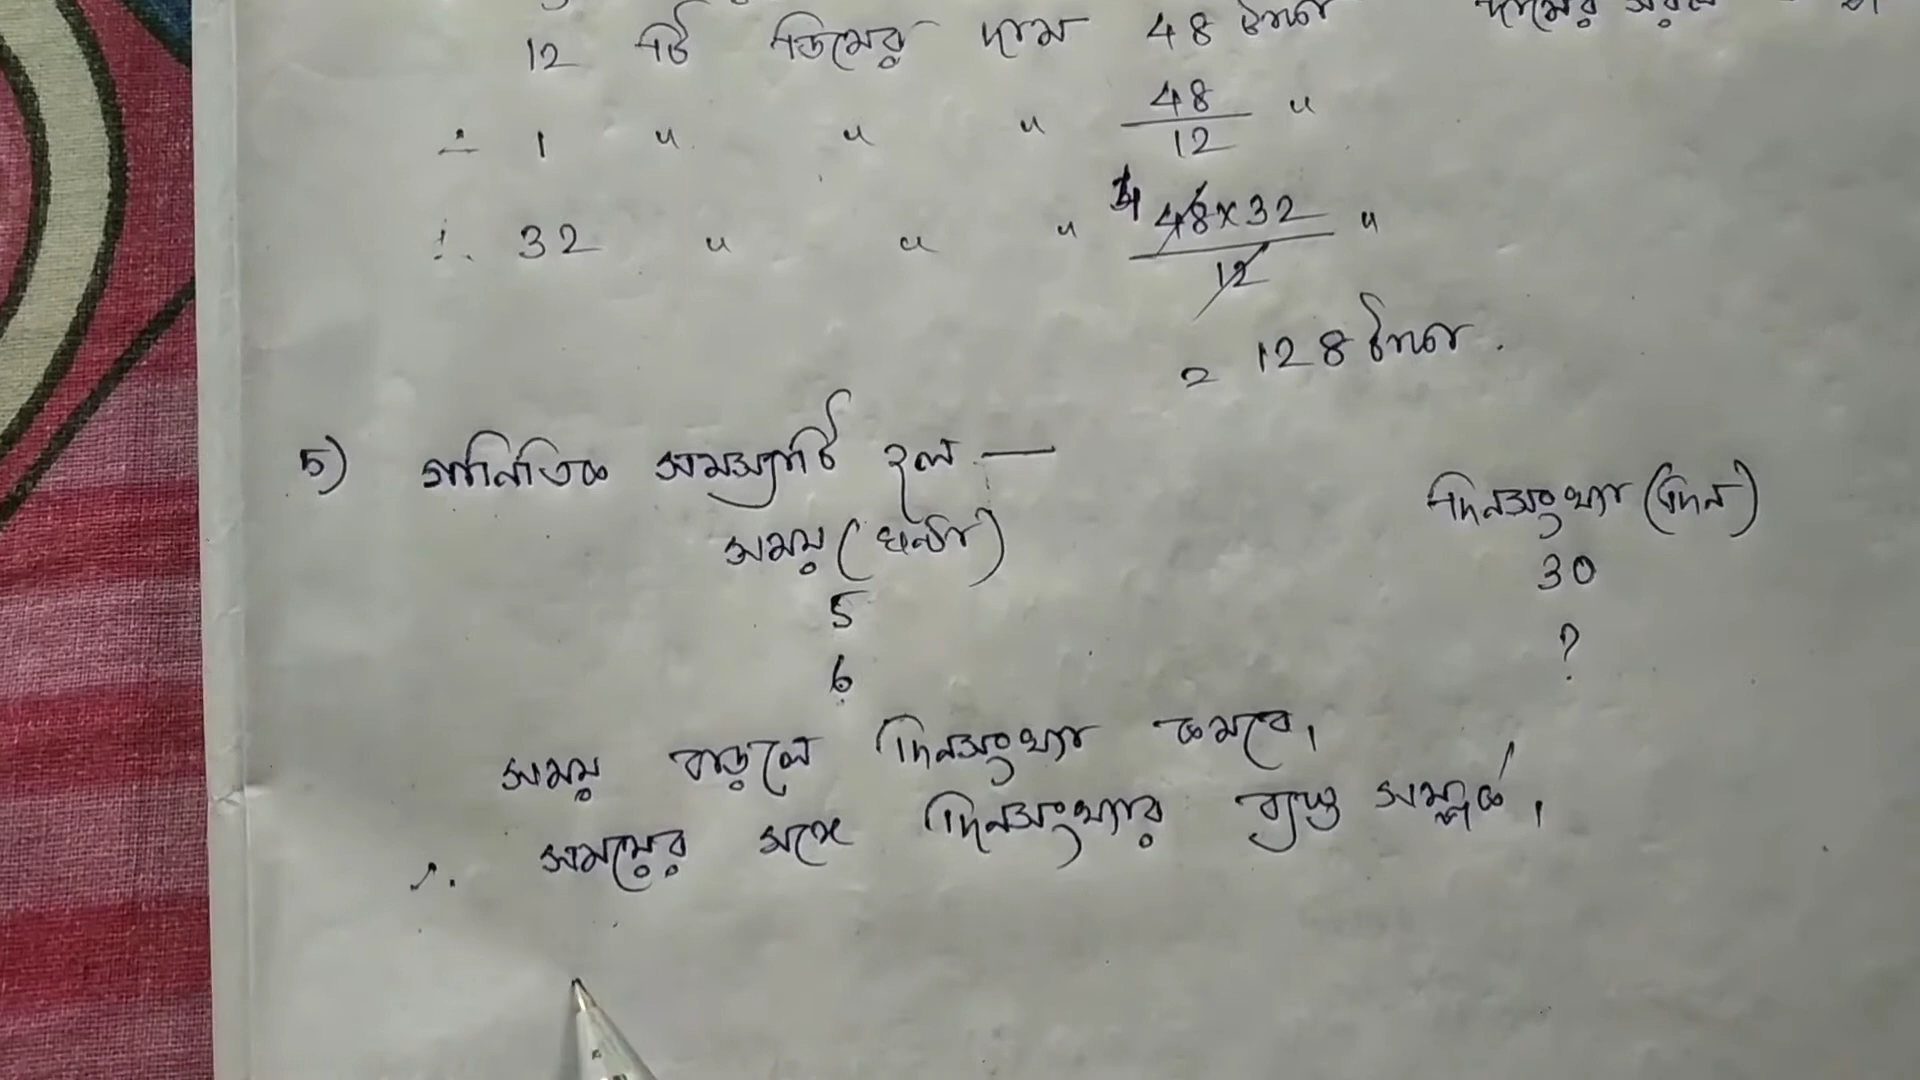 12 টি ডিমের দাম 48 টাকা
∴ 1 " " " 48/12 "
∴ 32 " " " 4 48×32/12 "
= 128 টাকা.
5) গানিতিক সমস্যাটি হল —
সময় (ঘন্টা) দিনসংখ্যা (দিন)
5 30
6 ?
সময় বাড়লে দিনসংখ্যা কমবে।
∴ সময়ের সঙ্গে দিনসংখ্যার ব্যস্ত সম্পর্ক।